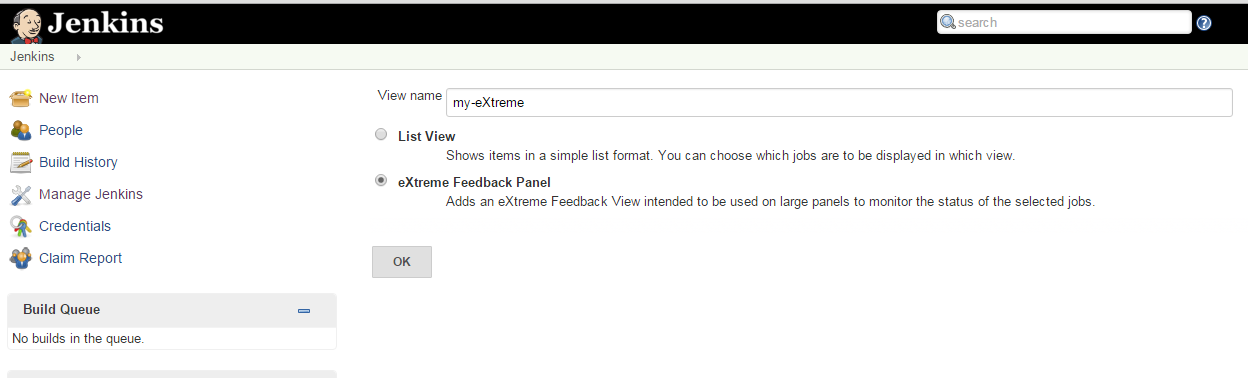 Jenkins
search
Jenkins
New Item
People
Build History
Manage Jenkins
Credentials
Claim Report
Build Queue
No builds in the queue.
View name my-eXtreme
List View
Shows items in a simple list format. You can choose which jobs are to be displayed in which view.
eXtreme Feedback Panel
Adds an eXtreme Feedback View intended to be used on large panels to monitor the status of the selected jobs.
OK